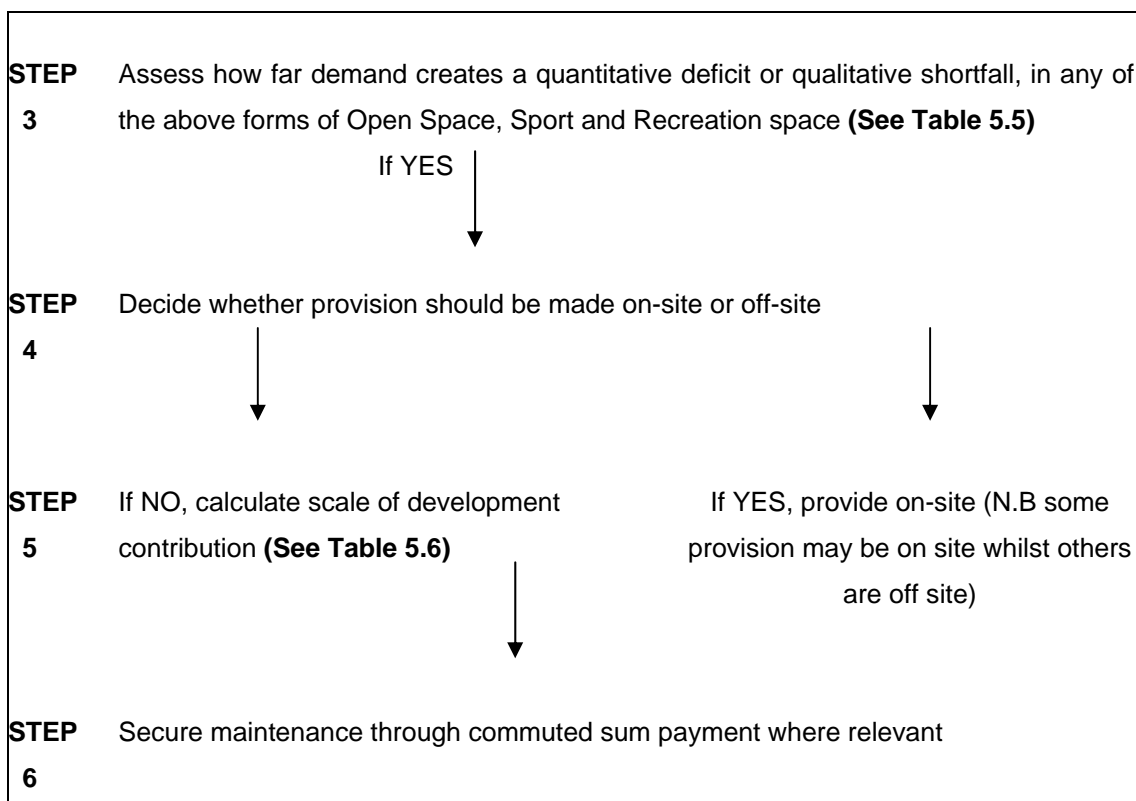 STEP Assess how far demand creates a quantitative deficit or qualitative shortfall, in any of
3 the above forms of Open Space, Sport and Recreation space (See Table 5.5)
If YES
STEP Decide whether provision should be made on-site or off-site
4
STEP If NO, calculate scale of development If YES, provide on-site (N.B some
5 contribution (See Table 5.6) provision may be on site whilst others
are off site)
STEP Secure maintenance through commuted sum payment where relevant
6